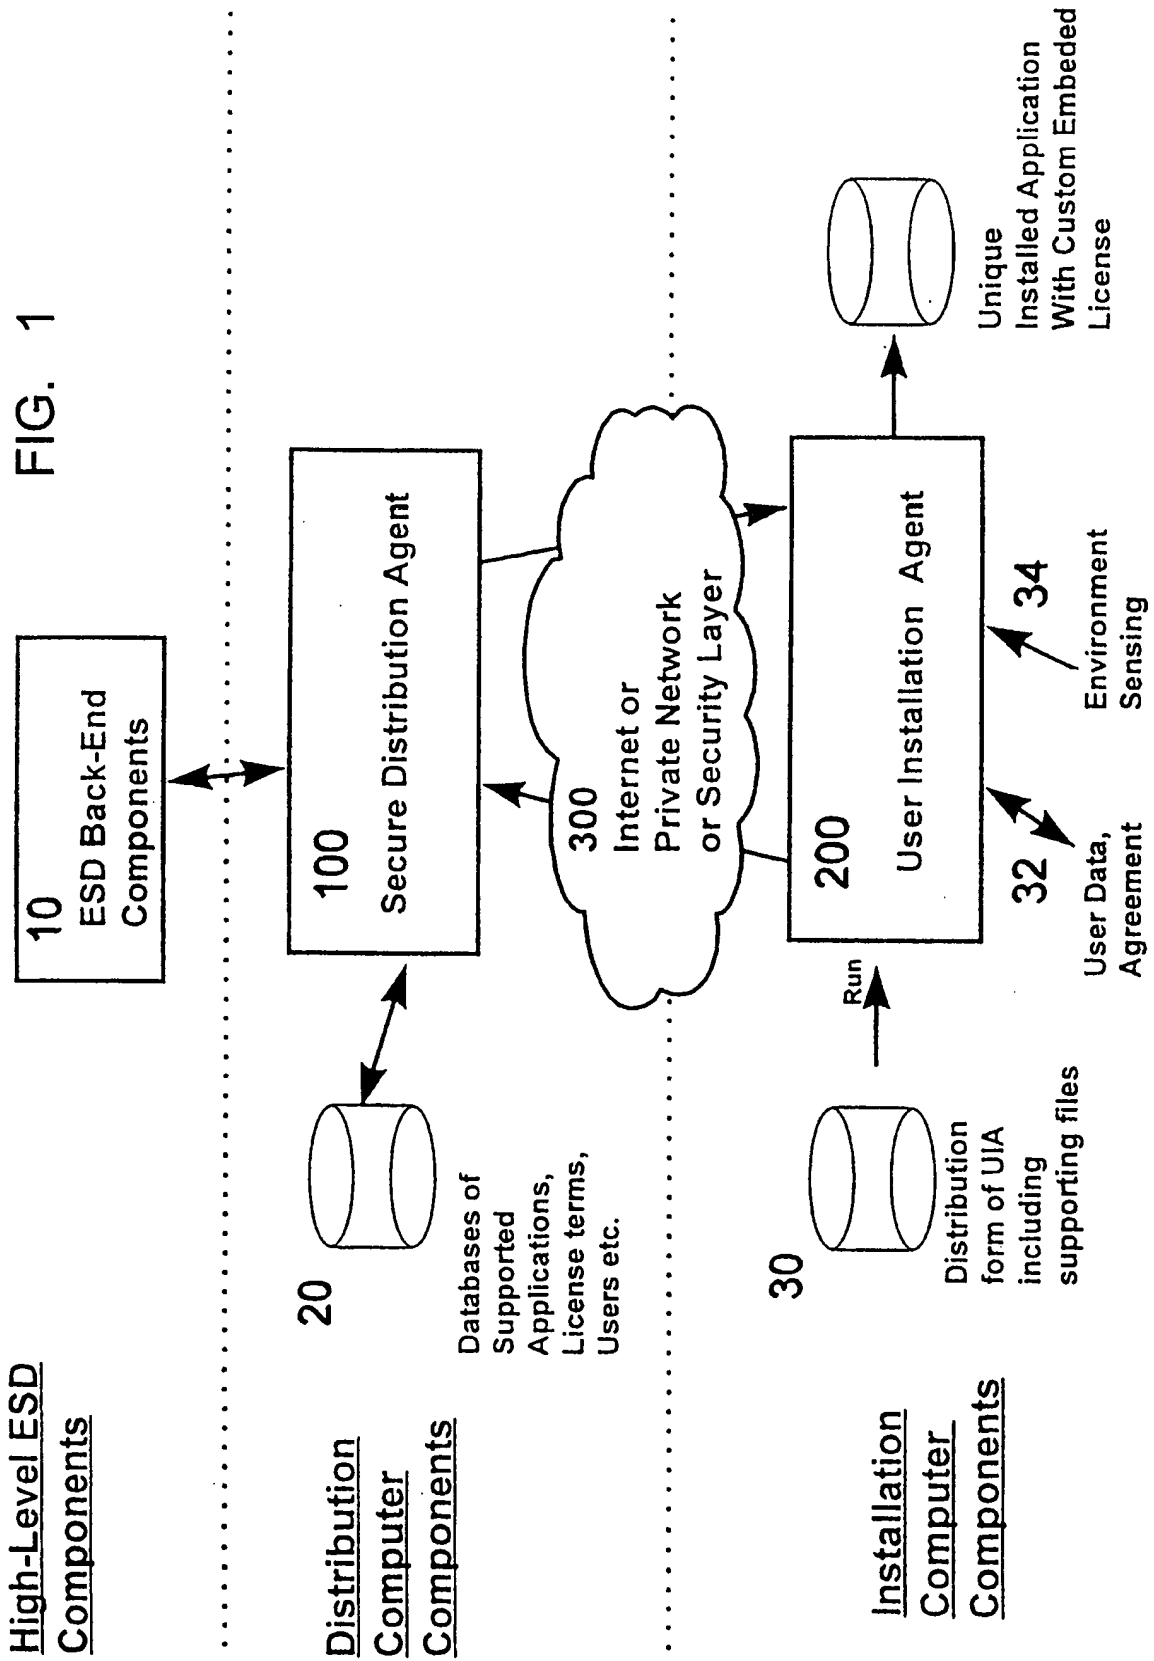 FIG. 1
High-Level ESD
Components
10
ESD Back-End
Components
Distribution
Computer
Components
20
Databases of
Supported
Applications,
License terms,
Users etc.
100
Secure Distribution Agent
300
Internet or
Private Network
or Security Layer
Installation
Computer
Components
30
Distribution
form of UIA
including
supporting files
Run
200
User Installation Agent
32
User Data,
Agreement
34
Environment
Sensing
Unique
Installed Application
With Custom Embeded
License